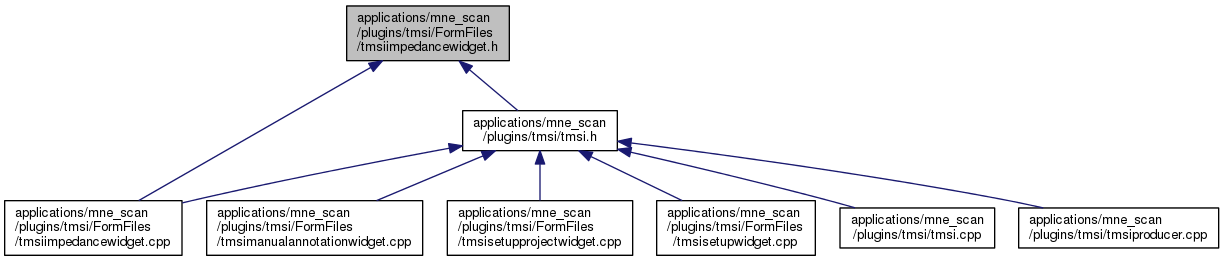 applications/mne_scan
/plugins/tmsi/FormFiles
/tmsiimpedancewidget.h
applications/mne_scan
/plugins/tmsi/tmsi.h
applications/mne_scan
/plugins/tmsi/FormFiles
/tmsiimpedancewidget.cpp
applications/mne_scan
/plugins/tmsi/FormFiles
/tmsimanualannotationwidget.cpp
applications/mne_scan
/plugins/tmsi/FormFiles
/tmsisetupprojectwidget.cpp
applications/mne_scan
/plugins/tmsi/FormFiles
/tmsisetupwidget.cpp
applications/mne_scan
/plugins/tmsi/tmsi.cpp
applications/mne_scan
/plugins/tmsi/tmsiproducer.cpp